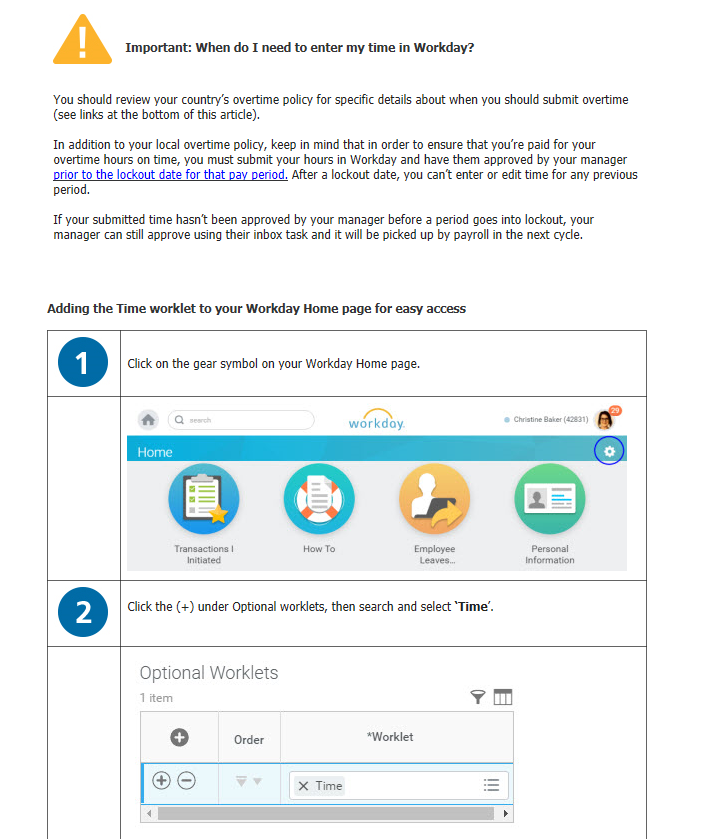 Important: When do I need to enter my time in Workday?
You should review your country's overtime policy for specific details about when you should submit overtime
(see links at the bottom of this article).
In addition to your local overtime policy, keep in mind that in order to ensure that you're paid for your
overtime hours on time, you must submit your hours in Workday and have them approved by your manager
prior to the lockout date for that pay period. After a lockout date, you can't enter or edit time for any previous
period.
If your submitted time hasn't been approved by your manager before a period goes into lockout, your
manager can still approve using their inbox task and it will be picked up by payroll in the next cycle.
Adding the Time worklet to your Workday Home page for easy access
1
Click on the gear symbol on your Workday Home page.
search
workday.
Christine Baker (42831)
29
Home
Transactions I
Initiated
How To
Employee
Leaves...
Personal
Information
2
Click the (+) under Optional worklets, then search and select ‘Time’.
Optional Worklets
1 item
Order
*Worklet
Time